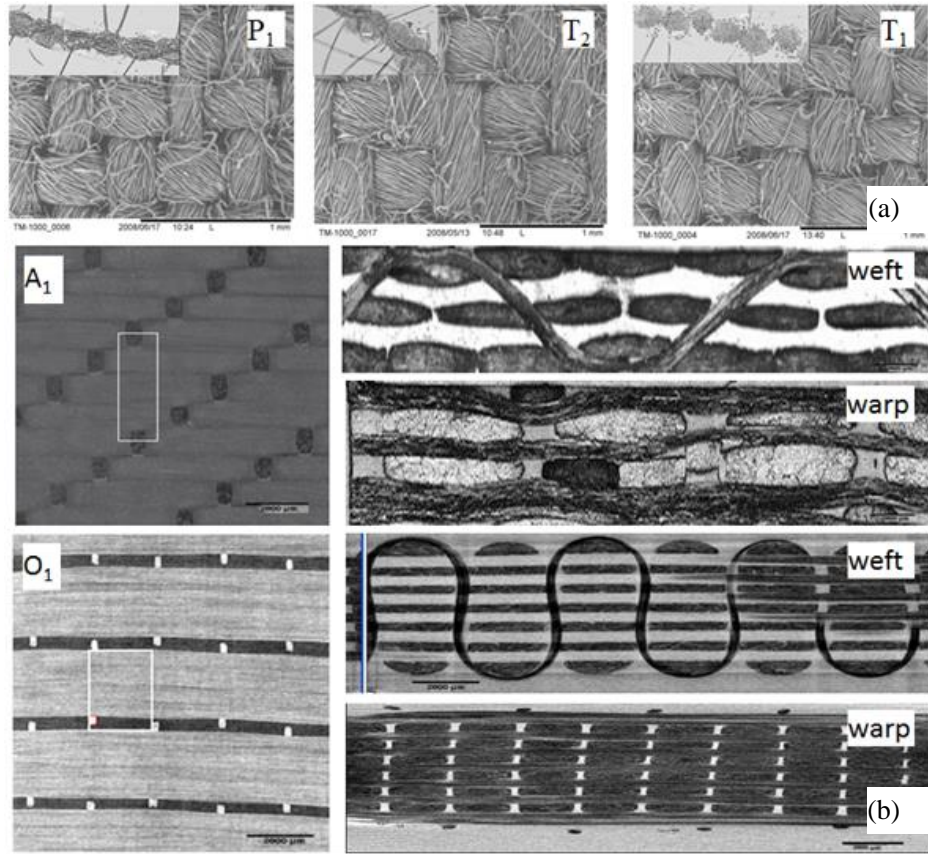 P1
T2
T1
TM-1000_0006 2008/06/17 10:24 L 1 mm
TM-1000_0017 2008/05/13 10:48 L 1 mm
TM-1000_0004 2008/06/17 13:40 L 1 mm
(a)
A1
weft
warp
O1
weft
warp
(b)